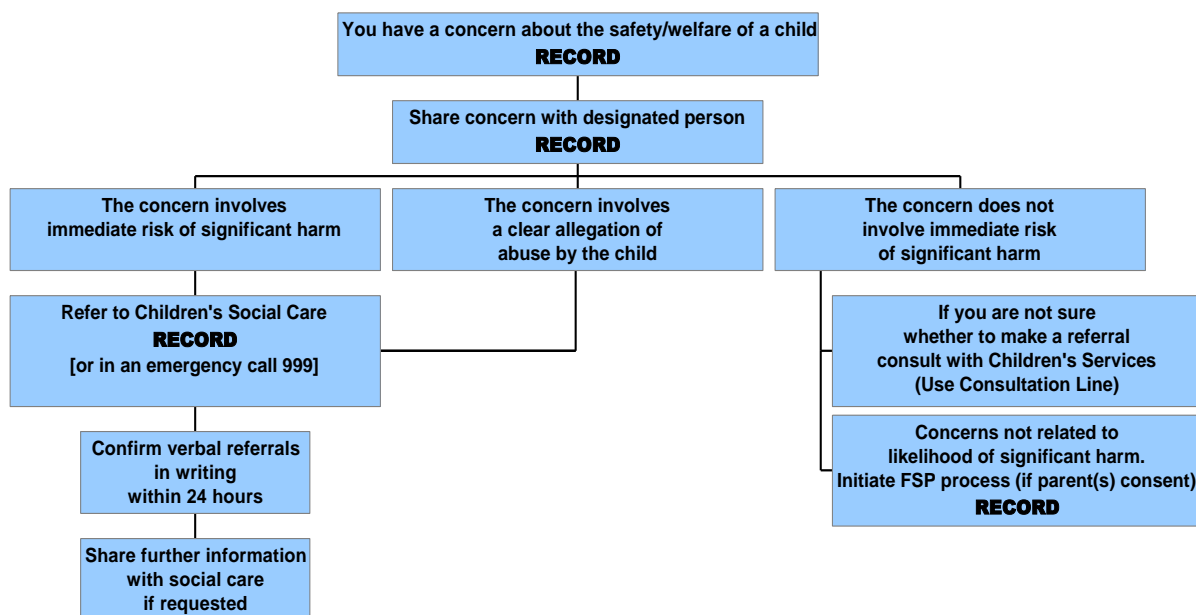 You have a concern about the safety/welfare of a child
RECORD
Share concern with designated person
RECORD
The concern involves
immediate risk of significant harm
The concern involves
a clear allegation of
abuse by the child
The concern does not
involve immediate risk
of significant harm
Refer to Children's Social Care
RECORD
[or in an emergency call 999]
If you are not sure
whether to make a referral
consult with Children's Services
(Use Consultation Line)
Confirm verbal referrals
in writing
within 24 hours
Concerns not related to
likelihood of significant harm.
Initiate FSP process (if parent(s) consent)
RECORD
Share further information
with social care
if requested